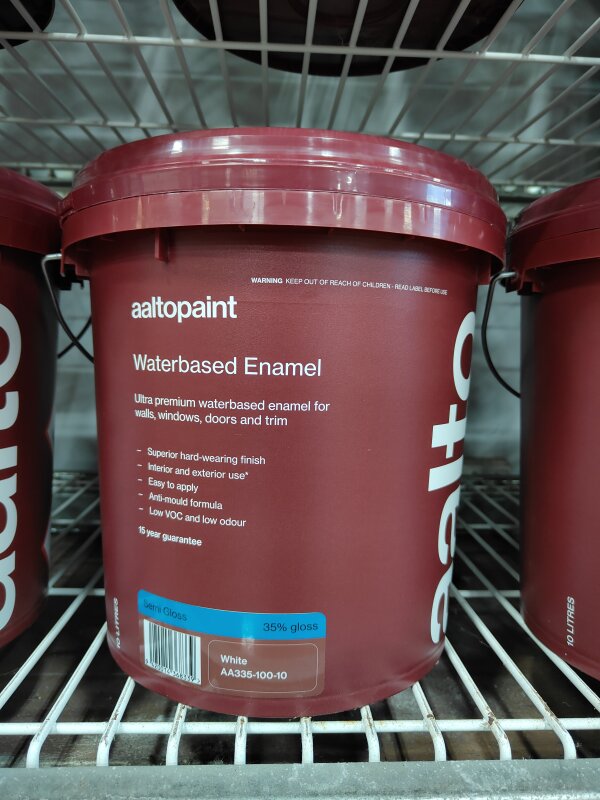 WARNING KEEP OUT OF REACH OF CHILDREN - READ LABEL BEFORE USE
aaltopaint
Waterbased Enamel
Ultra premium waterbased enamel for
walls, windows, doors and trim
– Superior hard-wearing finish
– Interior and exterior use*
– Easy to apply
– Anti-mould formula
– Low VOC and low odour
15 year guarantee
aalto
10 LITRES
Semi Gloss 35% gloss
White
AA335-100-10
aalto
10 LITRES